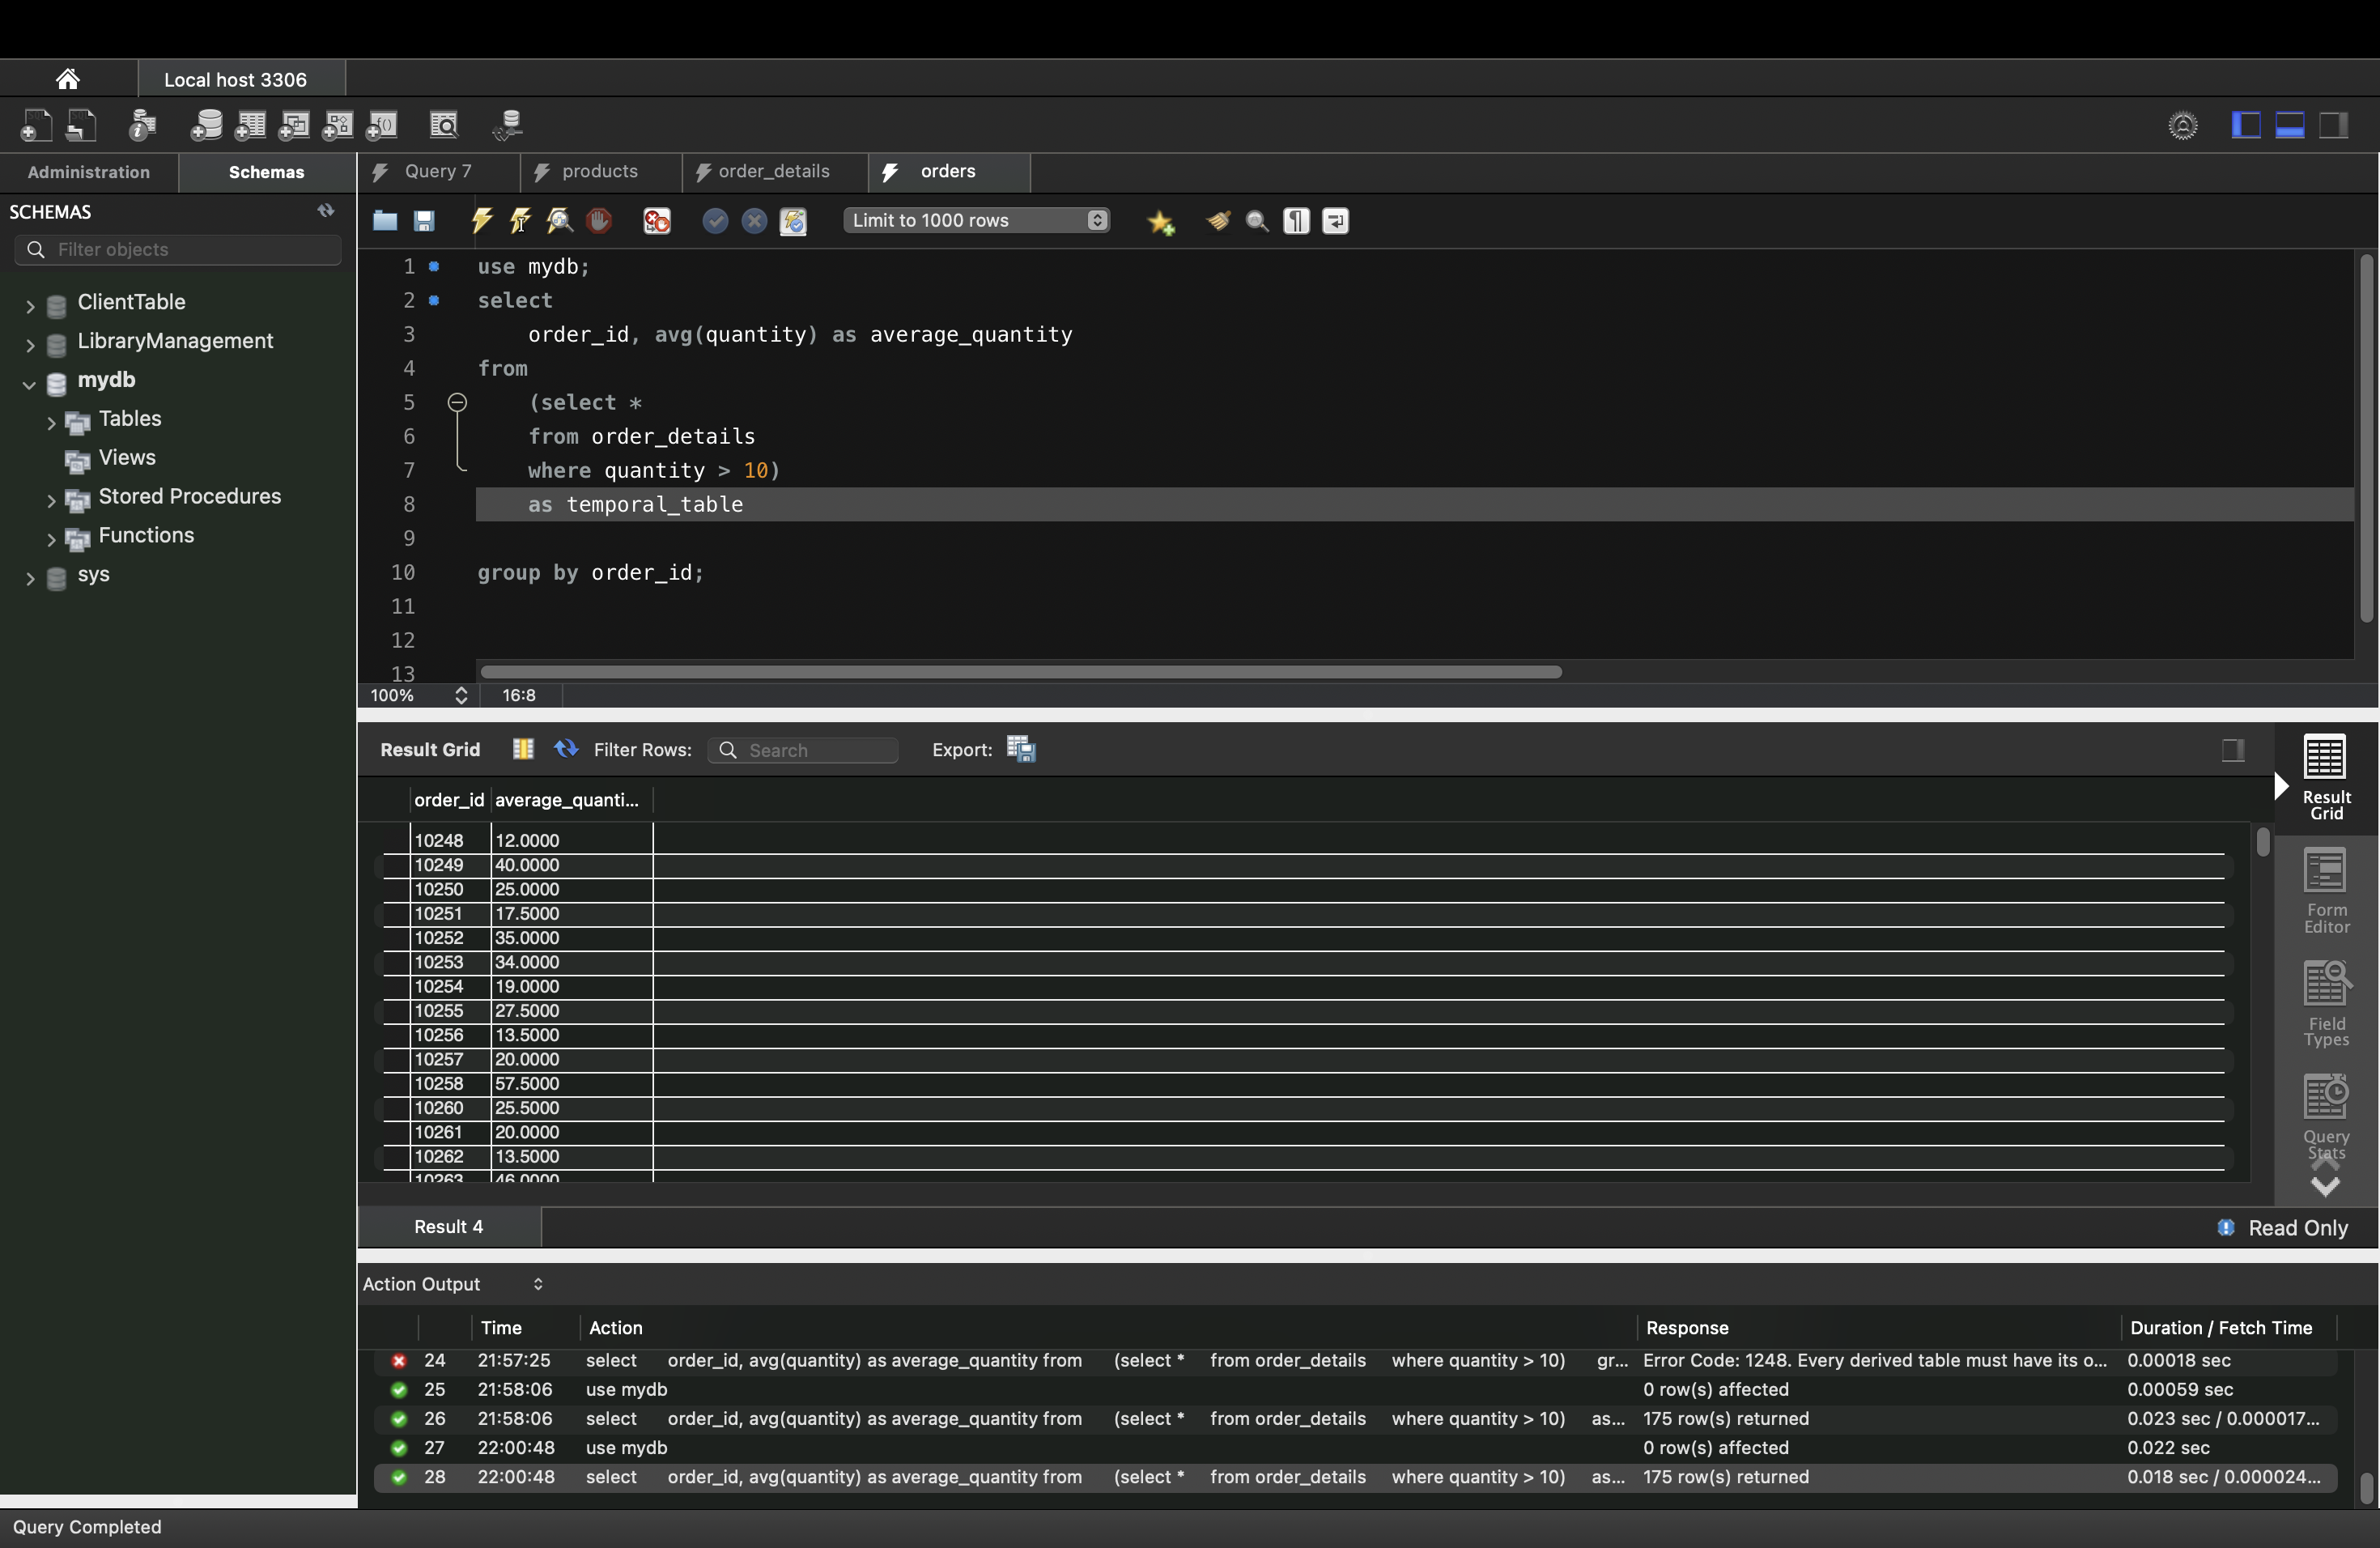 Local host 3306
Administration
Schemas
Query 7
products
order_details
orders
SCHEMAS
Filter objects
Limit to 1000 rows
ClientTable
LibraryManagement
mydb
Tables
Views
Stored Procedures
Functions
sys
1 use mydb;
2 select
3 order_id, avg(quantity) as average_quantity
4 from
5 (select *
6 from order_details
7 where quantity > 10)
8 as temporal_table
9
10 group by order_id;
11
12
13
100% 16:8
Result Grid Filter Rows: Search Export:
order_id average_quanti...
10248 12.0000
10249 40.0000
10250 25.0000
10251 17.5000
10252 35.0000
10253 34.0000
10254 19.0000
10255 27.5000
10256 13.5000
10257 20.0000
10258 57.5000
10260 25.5000
10261 20.0000
10262 13.5000
10263 46.0000
Result
Grid
Form
Editor
Field
Types
Query
Stats
Result 4
Read Only
Action Output
Time Action Response Duration / Fetch Time
24 21:57:25 select order_id, avg(quantity) as average_quantity from (select * from order_details where quantity > 10) gr... Error Code: 1248. Every derived table must have its o... 0.00018 sec
25 21:58:06 use mydb 0 row(s) affected 0.00059 sec
26 21:58:06 select order_id, avg(quantity) as average_quantity from (select * from order_details where quantity > 10) as... 175 row(s) returned 0.023 sec / 0.000017...
27 22:00:48 use mydb 0 row(s) affected 0.022 sec
28 22:00:48 select order_id, avg(quantity) as average_quantity from (select * from order_details where quantity > 10) as... 175 row(s) returned 0.018 sec / 0.000024...
Query Completed